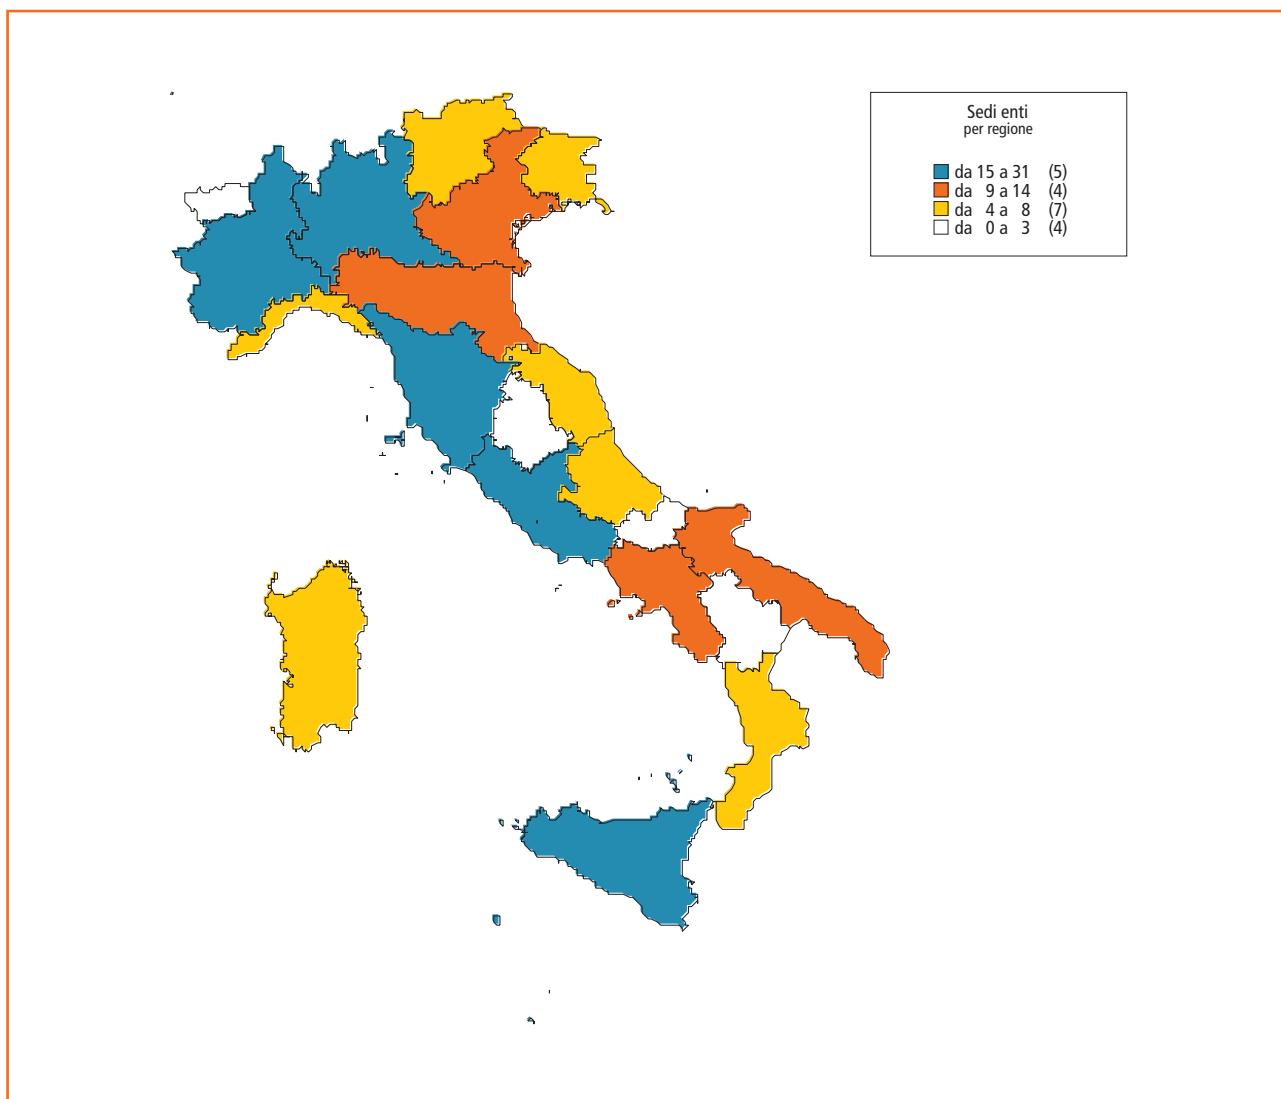 Sedi enti
per regione
da 15 a 31 (5)
da 9 a 14 (4)
da 4 a 8 (7)
da 0 a 3 (4)